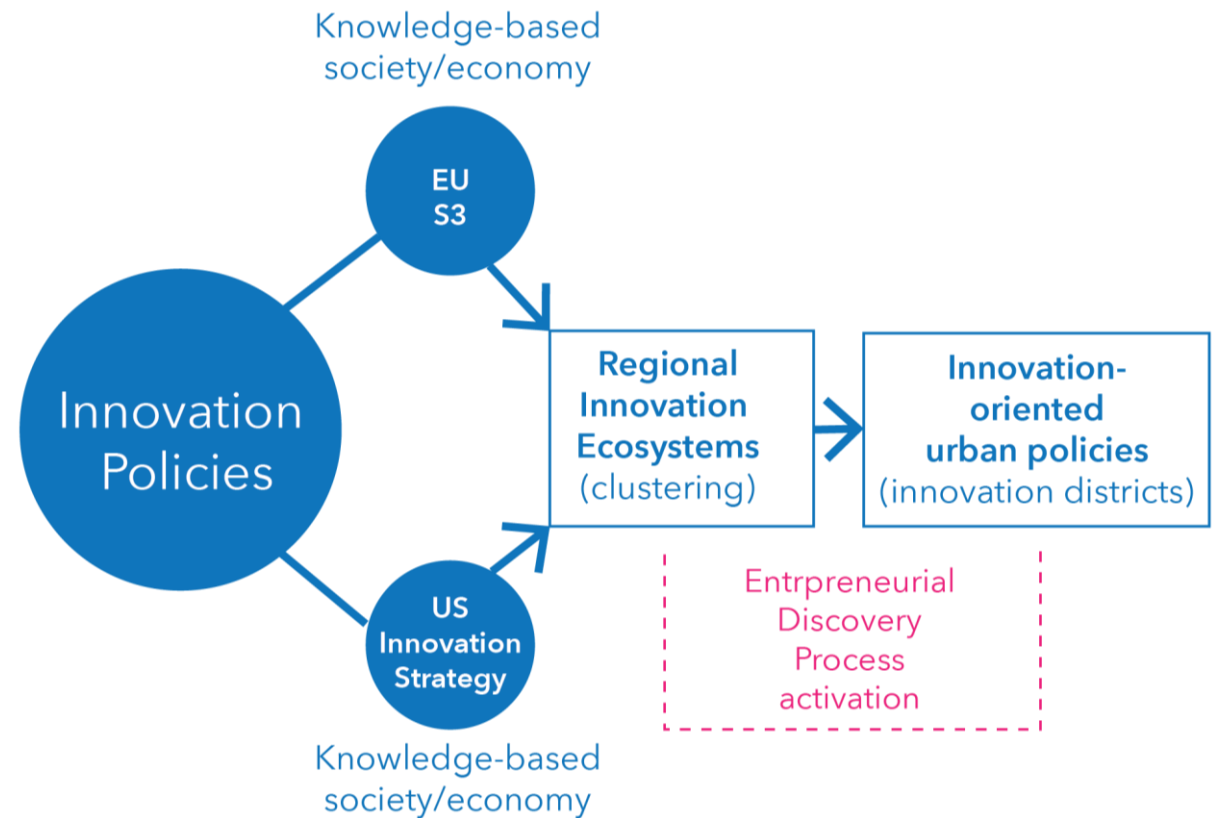 Knowledge-based
society/economy
EU
S3
Innovation
Policies
Regional
Innovation
Ecosystems
(clustering)
Innovation-
oriented
urban policies
(innovation districts)
US
Innovation
Strategy
Entrpreneurial
Discovery
Process
activation
Knowledge-based
society/economy